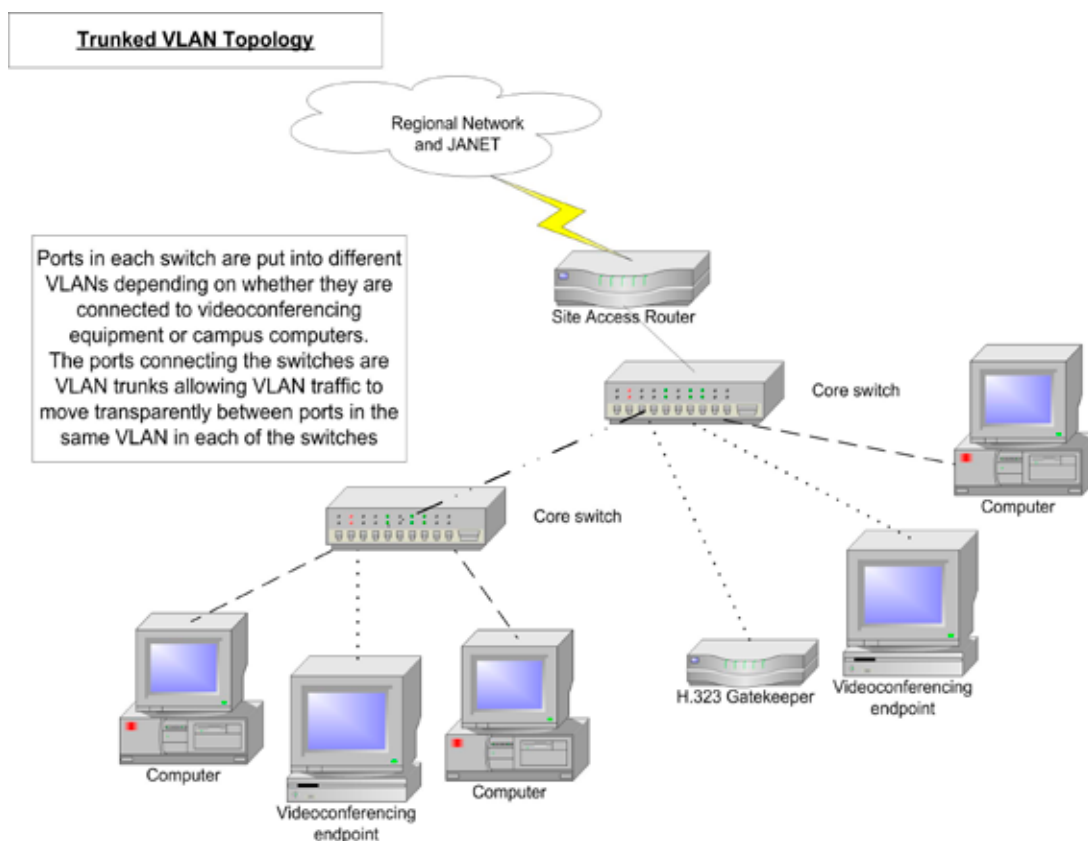 Trunked VLAN Topology
Regional Network
and JANET
Ports in each switch are put into different
VLANs depending on whether they are
connected to videoconferencing
equipment or campus computers.
The ports connecting the switches are
VLAN trunks allowing VLAN traffic to
move transparently between ports in the
same VLAN in each of the switches
Site Access Router
Core switch
Computer
Core switch
H.323 Gatekeeper
Videoconferencing
endpoint
Computer
Videoconferencing
endpoint
Computer